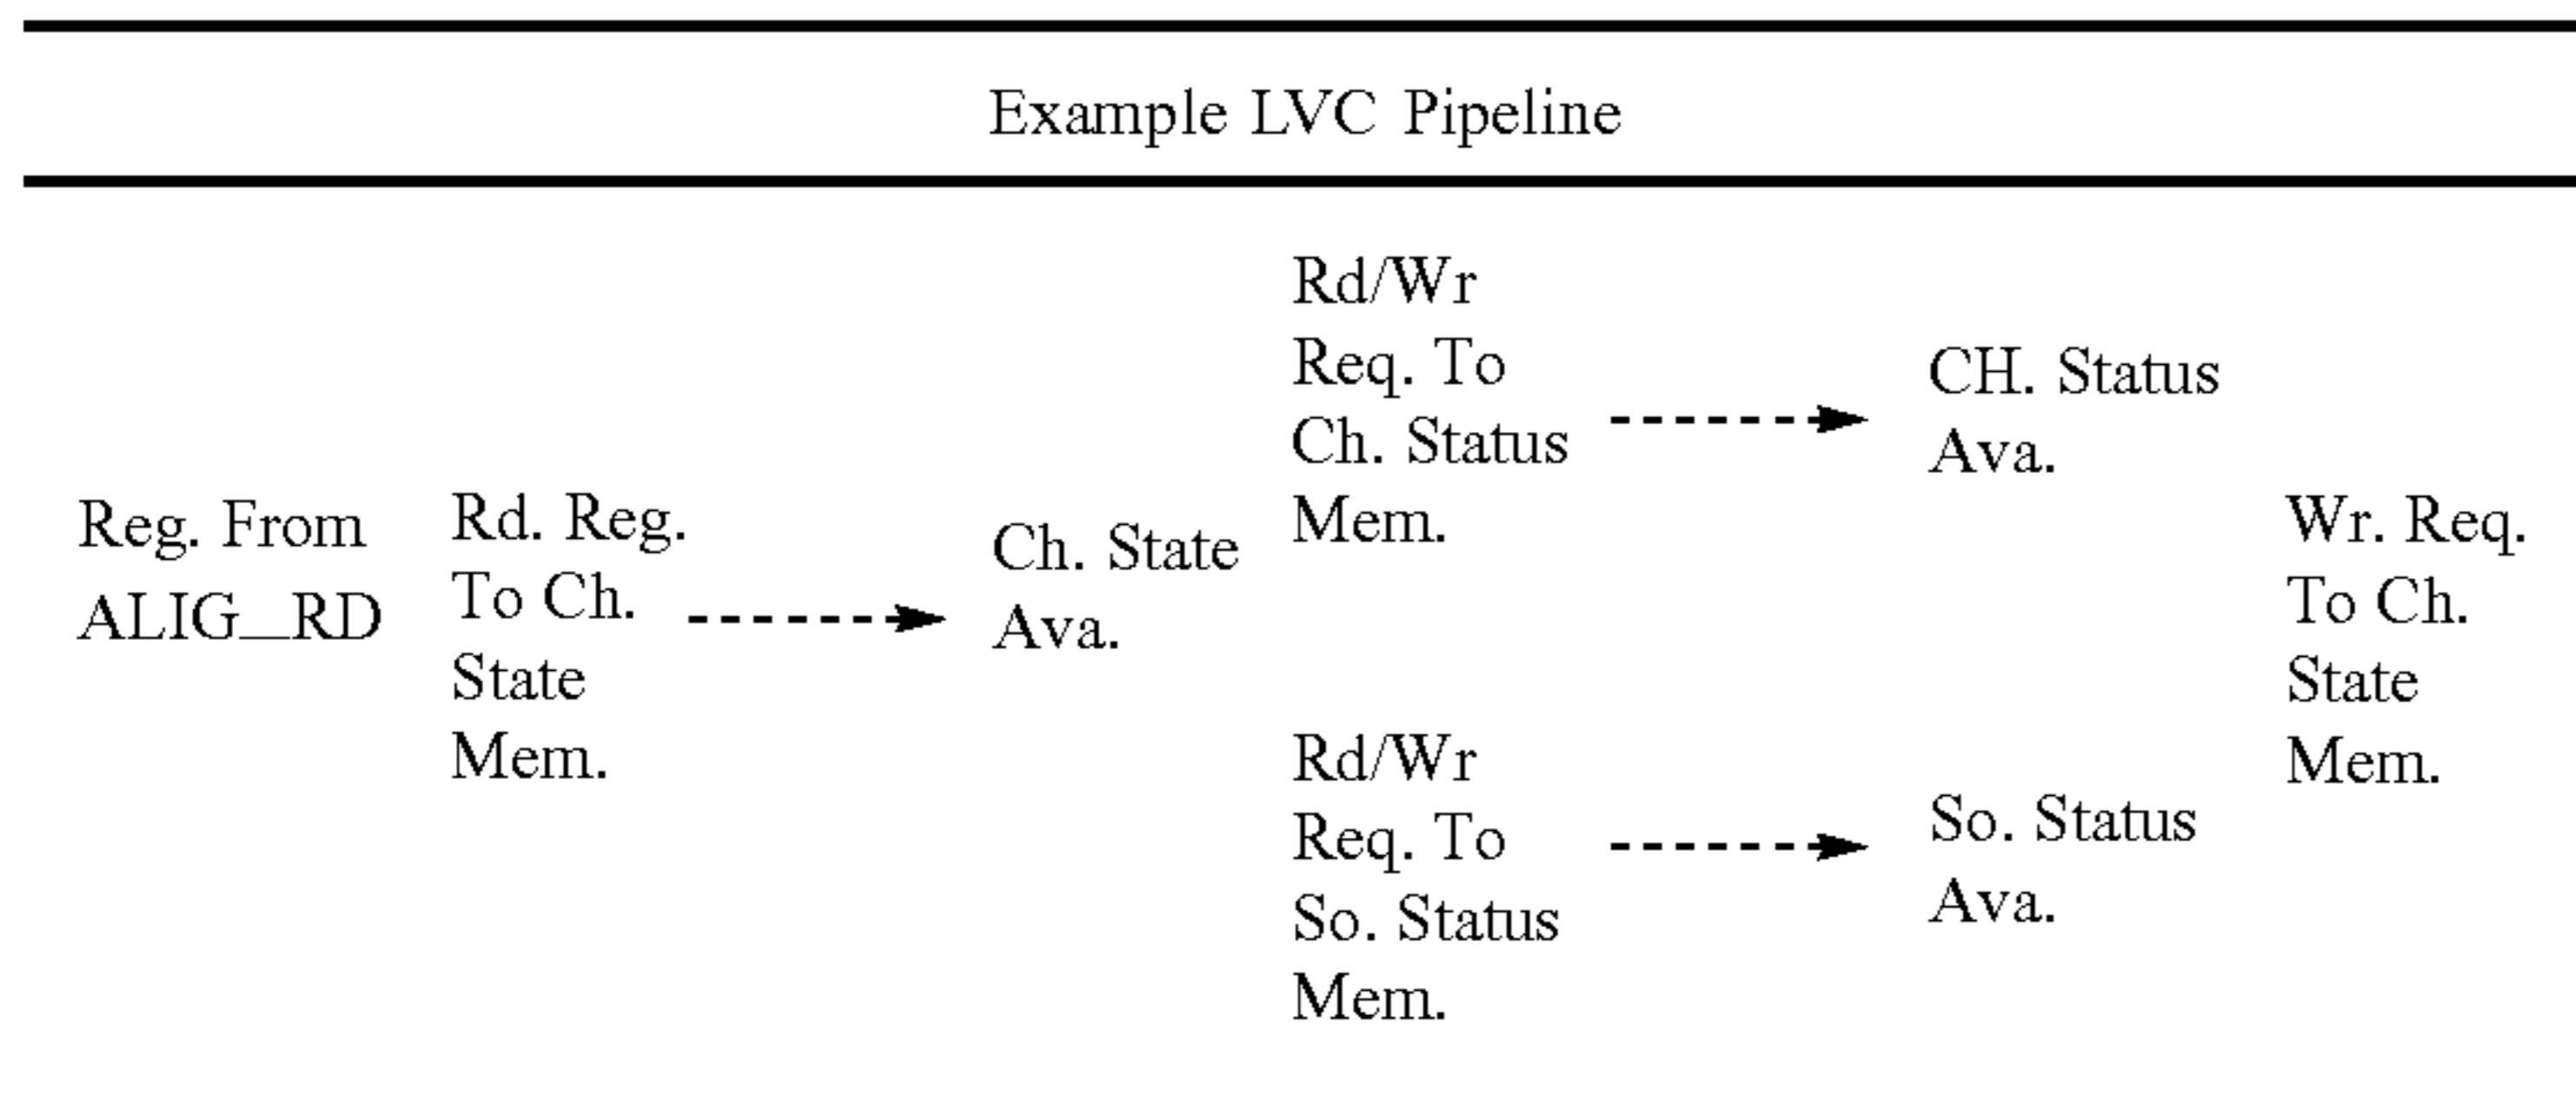 Example LVC Pipeline
Reg. From
ALIG_RD
Rd. Reg.
To Ch.
State
Mem.
Ch. State
Ava.
Rd/Wr
Req. To
Ch. Status
Mem.
CH. Status
Ava.
Rd/Wr
Req. To
So. Status
Mem.
So. Status
Ava.
Wr. Req.
To Ch.
State
Mem.